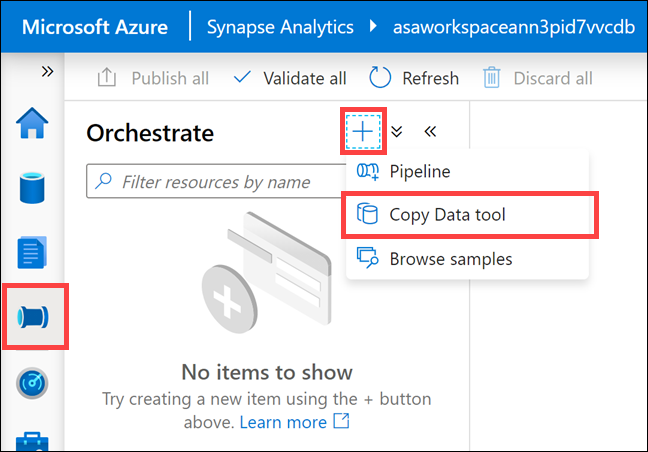 Microsoft Azure
Synapse Analytics
asaworkspaceann3pid7vvcdb
Publish all
Validate all
Refresh
Discard all
Orchestrate
Filter resources by name
Pipeline
Copy Data tool
Browse samples
No items to show
Try creating a new item using the + button
above. Learn more